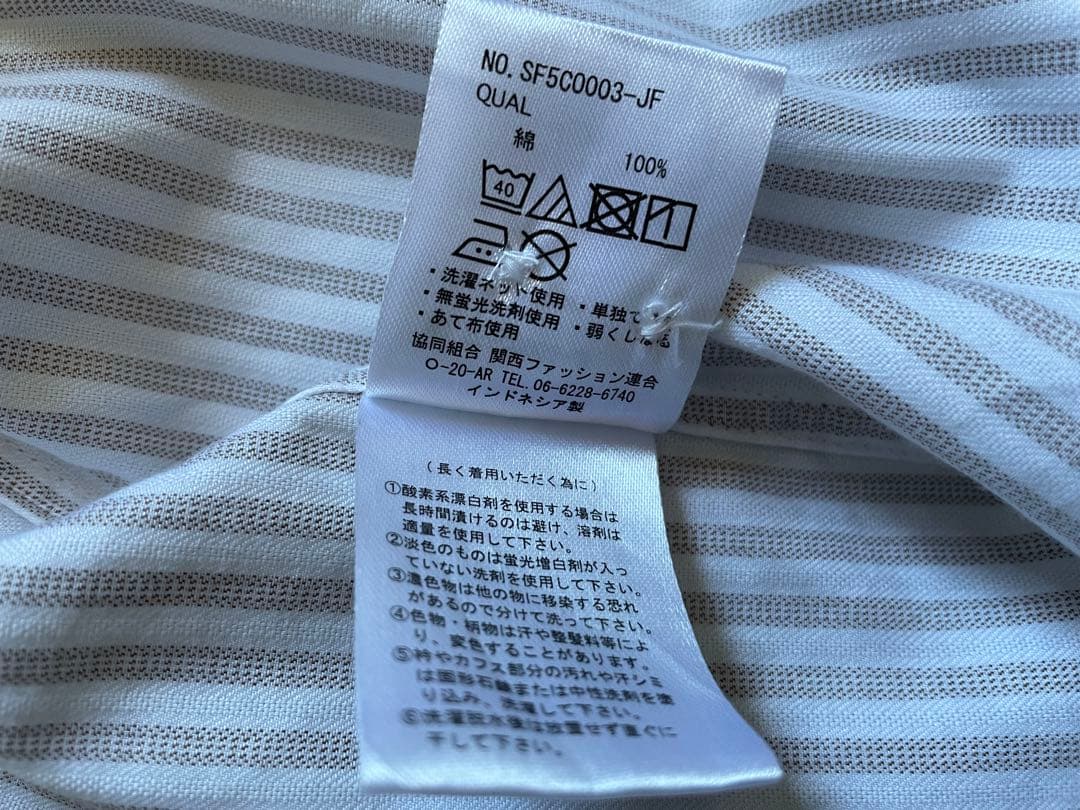 NO. SF5C0003-JF
QUAL
綿
100%
40
・洗濯ネット使用 ・単独で
・無蛍光洗剤使用 ・弱く
・あて布使用
協同組合 関西ファッション連合
O-20-AR TEL. 06-6228-6740
インドネシア製
(長く着用いただく為に)
①酸素系漂白剤を使用する場合は
長時間漬けるのは避け、溶剤は
適量を使用して下さい。
②淡色のものは蛍光増白剤が入っ
ていない洗剤を使用して下さい。
③濃色物は他の物に移染する恐れ
があるので分けて洗って下さい。
④色物・柄物は汗や整髪料等によ
り、変色することがあります。
⑤衿やカフス部分の汚れや汗シミ
は固形石鹸または中性洗剤を塗
り込み、洗濯して下さい。
⑥洗濯脱水後は放置せず直ぐに
干して下さい。